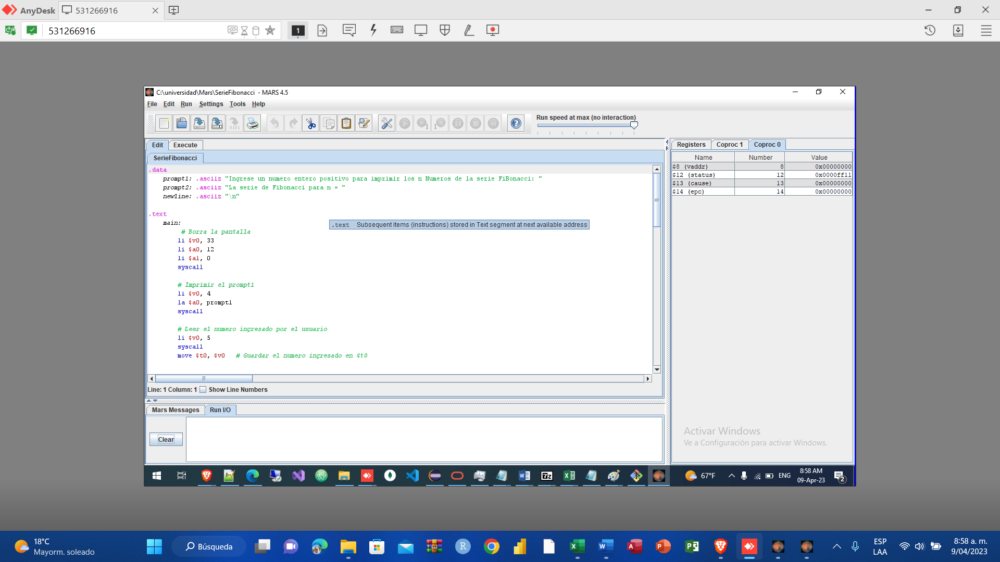 AnyDesk
531266916
531266916
1
C:\universidad\Mars\SerieFibonacci - MARS 4.5
File Edit Run Settings Tools Help
Run speed at max (no interaction)
Edit Execute
SerieFibonacci
.data
prompt1: .asciiz "Ingrese un numero entero positivo para imprimir los n Numeros de la serie FiBonacci: "
prompt2: .asciiz "La serie de Fibonacci para n = "
newline: .asciiz "\n"
.text
main:
.text Subsequent items (instructions) stored in Text segment at next available address
# Borra la pantalla
li $v0, 33
li $a0, 12
li $a1, 0
syscall
# Imprimir el prompt1
li $v0, 4
la $a0, prompt1
syscall
# Leer el numero ingresado por el usuario
li $v0, 5
syscall
move $t0, $v0 # Guardar el numero ingresado en $t0
Line: 1 Column: 1 Show Line Numbers
Mars Messages Run I/O
Clear
Registers Coproc 1 Coproc 0
Name Number Value
$8 (vaddr) 8 0x00000000
$12 (status) 12 0x0000ff11
$13 (cause) 13 0x00000000
$14 (epc) 14 0x00000000
Activar Windows
Ve a Configuración para activar Windows.
67°F
ENG
8:58 AM
09-Apr-23
2
18°C
Mayorm. soleado
Búsqueda
ESP
LAA
8:58 a. m.
9/04/2023